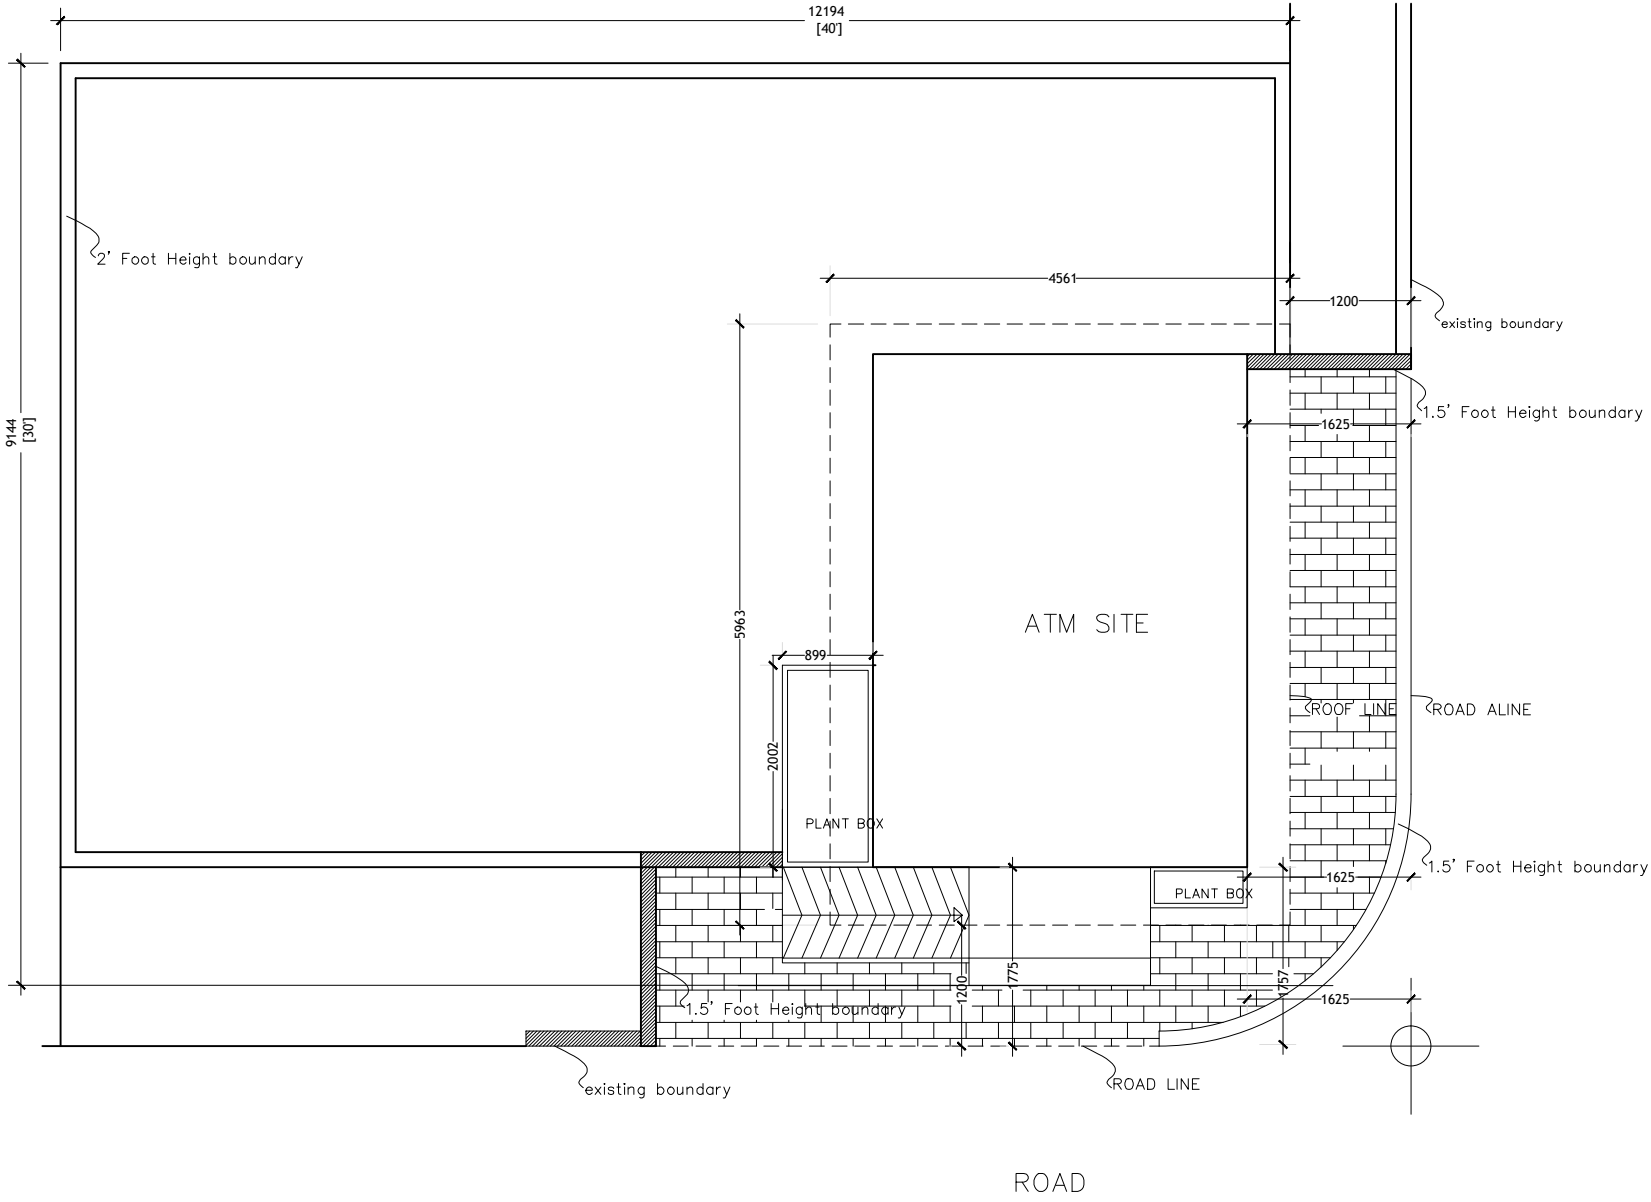 12194
[40']
2' Foot Height boundary
4561
1200
existing boundary
9144
[30']
1.5' Foot Height boundary
1625
5963
ATM SITE
899
ROOF LINE
ROAD ALINE
2002
PLANT BOX
1.5' Foot Height boundary
1625
PLANT BOX
1200
1775
1757
1625
1.5' Foot Height boundary
existing boundary
ROAD LINE
ROAD